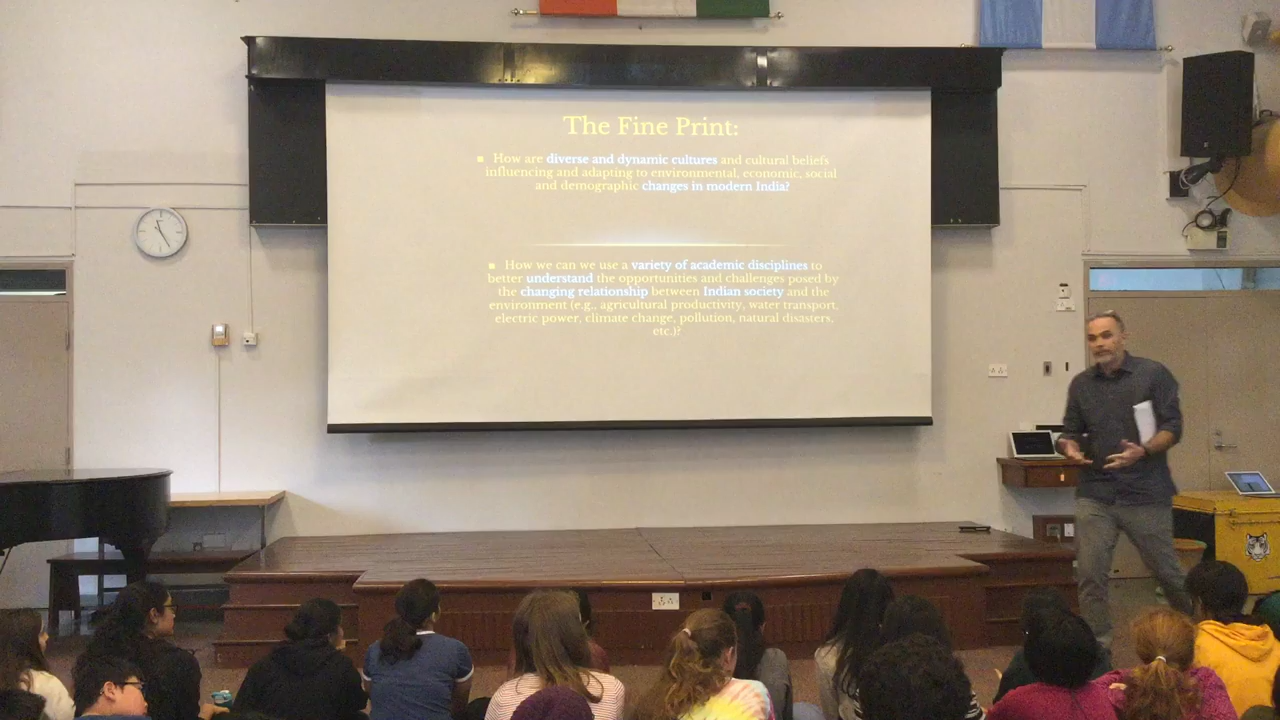 The Fine Print:
How are diverse and dynamic cultures and cultural beliefs
influencing and adapting to environmental, economic, social
and demographic changes in modern India?
How we can we use a variety of academic disciplines to
better understand the opportunities and challenges posed by
the changing relationship between Indian society and the
environment (e.g., agricultural productivity, water transport,
electric power, climate change, pollution, natural disasters,
etc.)?